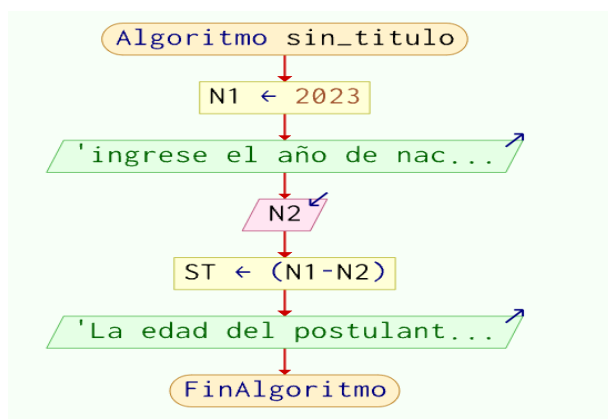 Algoritmo sin_titulo
N1 ← 2023
'ingrese el año de nac...
N2
ST ← (N1-N2)
'La edad del postulant...
FinAlgoritmo